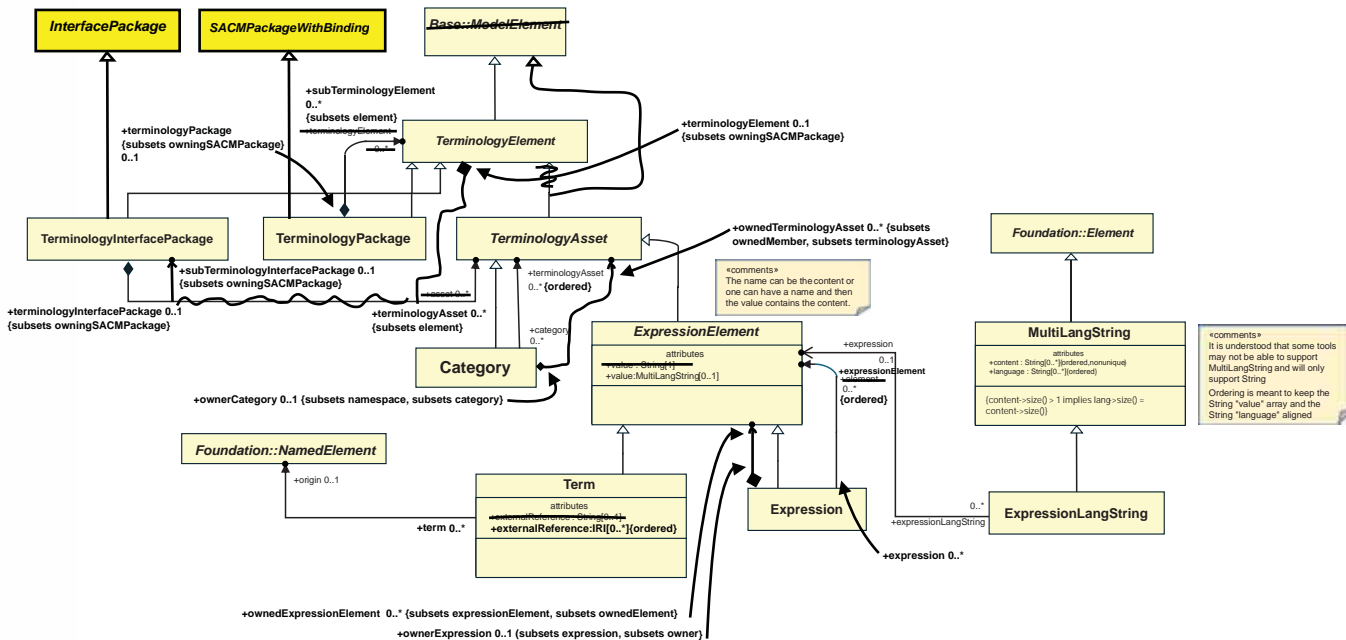 InterfacePackage
SACMPackageWithBinding
Base::ModelElement
+subTerminologyElement
0..*
{subsets element}
+terminologyElement
0..*
+terminologyPackage
{subsets owningSACMPackage}
0..1
TerminologyElement
+terminologyElement 0..1
{subsets owningSACMPackage}
TerminologyInterfacePackage
TerminologyPackage
TerminologyAsset
+ownedTerminologyAsset 0..* {subsets
ownedMember, subsets terminologyAsset}
Foundation::Element
+subTerminologyInterfacePackage 0..1
{subsets owningSACMPackage}
+terminologyInterfacePackage 0..1
{subsets owningSACMPackage}
+asset 0..*
+terminologyAsset 0..*
{subsets element}
+terminologyAsset
0..* {ordered}
«comments»
The name can be the content or
one can have a name and then
the value contains the content.
+category
0..*
Category
+ownerCategory 0..1 {subsets namespace, subsets category}
ExpressionElement
attributes
+value : String[1]
+value:MultiLangString[0..1]
+expression
0..1
+expressionElement
+element
0..*
{ordered}
MultiLangString
attributes
+content : String[0..*]{ordered,nonunique}
+language : String[0..*]{ordered}
{content->size() > 1 implies lang->size() =
content->size()}
«comments»
It is understood that some tools
may not be able to support
MultiLangString and will only
support String
Ordering is meant to keep the
String "value" array and the
String "language" aligned
Foundation::NamedElement
+origin 0..1
+term 0..*
Term
attributes
+externalReference : String[0..1]
+externalReference:IRI[0..*]{ordered}
Expression
0..*
+expressionLangString
ExpressionLangString
+expression 0..*
+ownedExpressionElement 0..* {subsets expressionElement, subsets ownedElement}
+ownerExpression 0..1 (subsets expression, subsets owner}